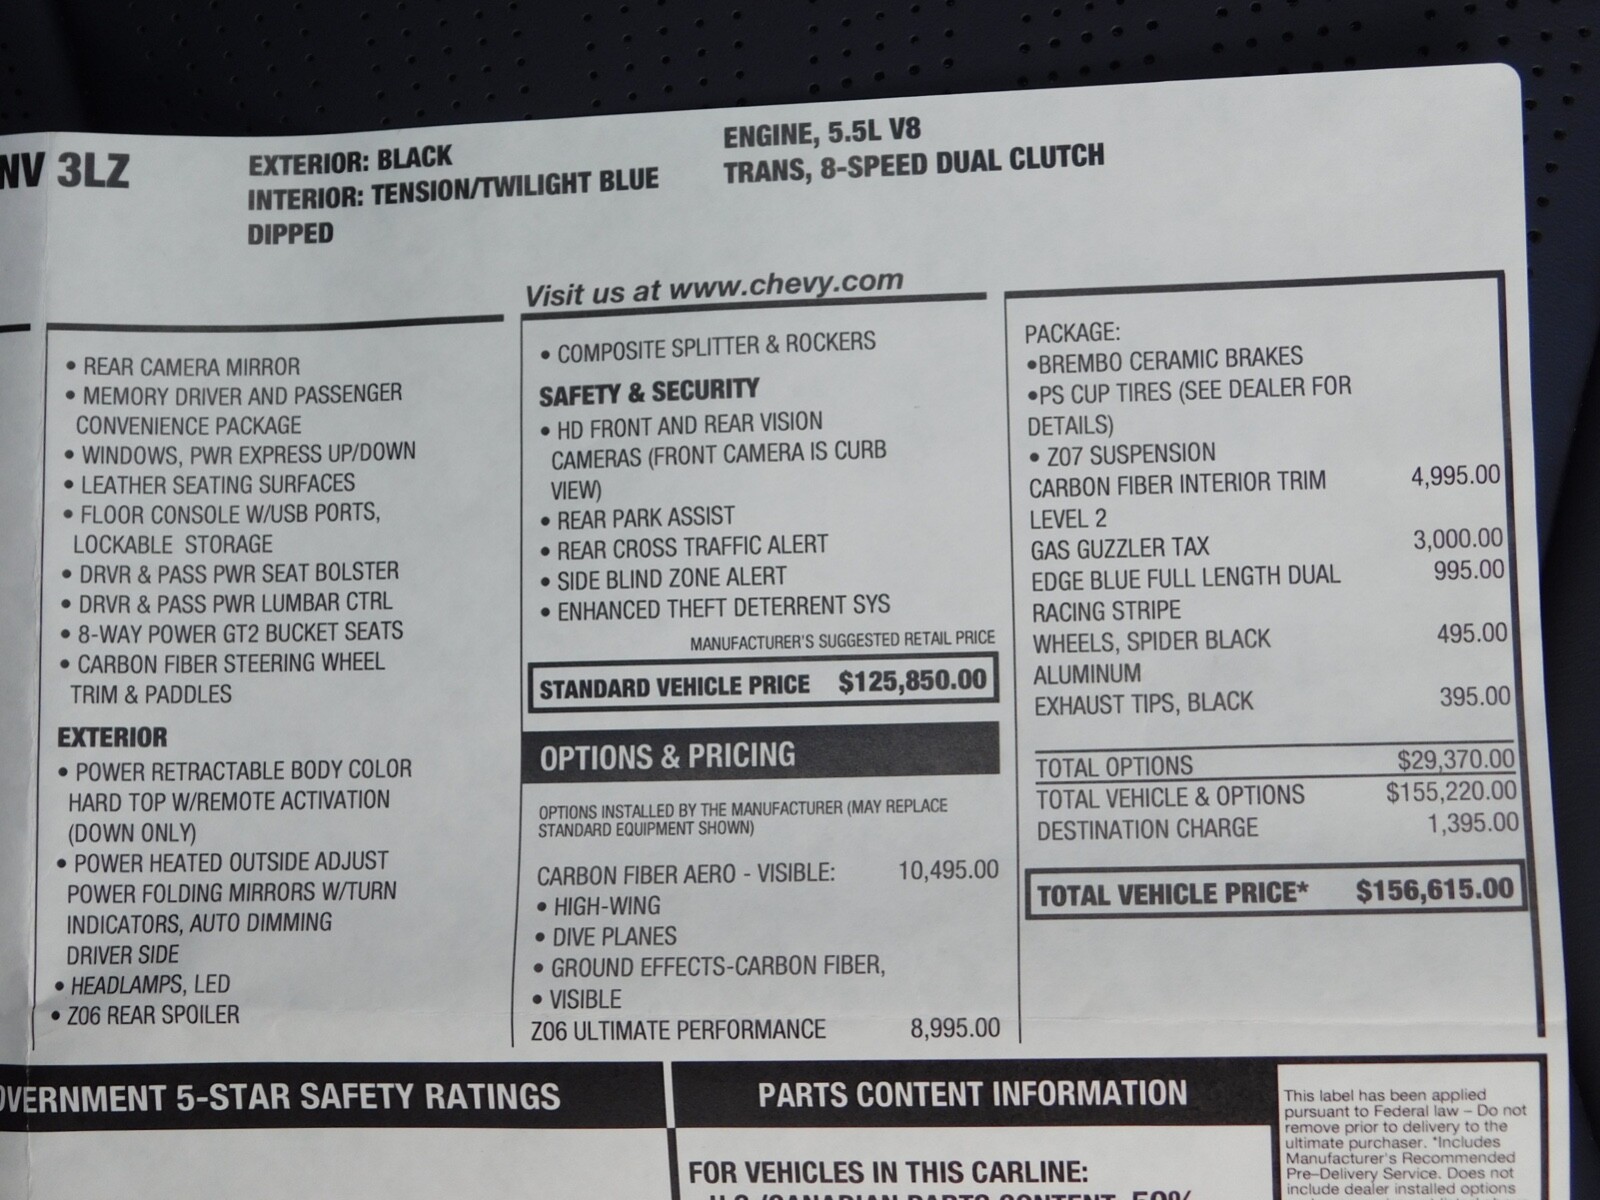 NV 3LZ
EXTERIOR: BLACK
INTERIOR: TENSION/TWILIGHT BLUE
DIPPED
ENGINE, 5.5L V8
TRANS, 8-SPEED DUAL CLUTCH
Visit us at www.chevy.com
• REAR CAMERA MIRROR
• MEMORY DRIVER AND PASSENGER
CONVENIENCE PACKAGE
• WINDOWS, PWR EXPRESS UP/DOWN
• LEATHER SEATING SURFACES
• FLOOR CONSOLE W/USB PORTS,
LOCKABLE STORAGE
• DRVR & PASS PWR SEAT BOLSTER
• DRVR & PASS PWR LUMBAR CTRL
• 8-WAY POWER GT2 BUCKET SEATS
• CARBON FIBER STEERING WHEEL
TRIM & PADDLES
EXTERIOR
• POWER RETRACTABLE BODY COLOR
HARD TOP W/REMOTE ACTIVATION
(DOWN ONLY)
• POWER HEATED OUTSIDE ADJUST
POWER FOLDING MIRRORS W/TURN
INDICATORS, AUTO DIMMING
DRIVER SIDE
• HEADLAMPS, LED
• Z06 REAR SPOILER
• COMPOSITE SPLITTER & ROCKERS
SAFETY & SECURITY
• HD FRONT AND REAR VISION
CAMERAS (FRONT CAMERA IS CURB
VIEW)
• REAR PARK ASSIST
• REAR CROSS TRAFFIC ALERT
• SIDE BLIND ZONE ALERT
• ENHANCED THEFT DETERRENT SYS
MANUFACTURER'S SUGGESTED RETAIL PRICE
STANDARD VEHICLE PRICE $125,850.00
OPTIONS & PRICING
OPTIONS INSTALLED BY THE MANUFACTURER (MAY REPLACE
STANDARD EQUIPMENT SHOWN)
CARBON FIBER AERO - VISIBLE: 10,495.00
• HIGH-WING
• DIVE PLANES
• GROUND EFFECTS-CARBON FIBER,
• VISIBLE
Z06 ULTIMATE PERFORMANCE 8,995.00
PACKAGE:
•BREMBO CERAMIC BRAKES
•PS CUP TIRES (SEE DEALER FOR
DETAILS)
• Z07 SUSPENSION
CARBON FIBER INTERIOR TRIM 4,995.00
LEVEL 2
GAS GUZZLER TAX 3,000.00
EDGE BLUE FULL LENGTH DUAL 995.00
RACING STRIPE
WHEELS, SPIDER BLACK 495.00
ALUMINUM
EXHAUST TIPS, BLACK 395.00
TOTAL OPTIONS $29,370.00
TOTAL VEHICLE & OPTIONS $155,220.00
DESTINATION CHARGE 1,395.00
TOTAL VEHICLE PRICE* $156,615.00
OVERNMENT 5-STAR SAFETY RATINGS
PARTS CONTENT INFORMATION
FOR VEHICLES IN THIS CARLINE:
U.S./CANADIAN PARTS CONTENT: 50%
This label has been applied
pursuant to Federal law – Do not
remove prior to delivery to the
ultimate purchaser. *Includes
Manufacturer's Recommended
Pre–Delivery Service. Does not
include dealer installed options